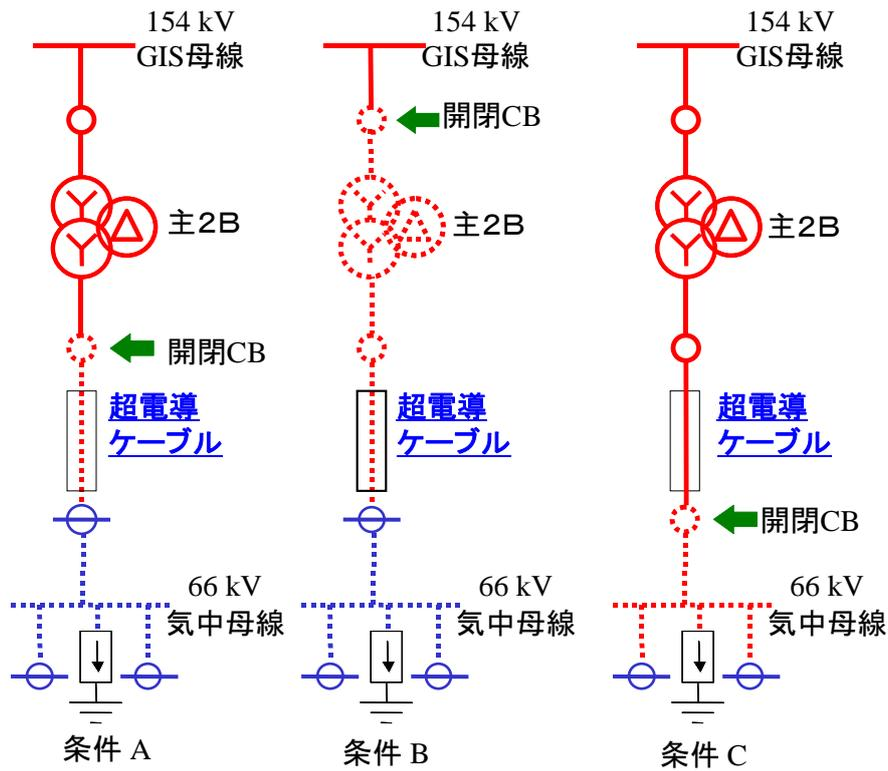 154 kV
GIS母線
主2B
開閉CB
超電導
ケーブル
66 kV
気中母線
条件 A
154 kV
GIS母線
開閉CB
主2B
超電導
ケーブル
66 kV
気中母線
条件 B
154 kV
GIS母線
主2B
超電導
ケーブル
開閉CB
66 kV
気中母線
条件 C